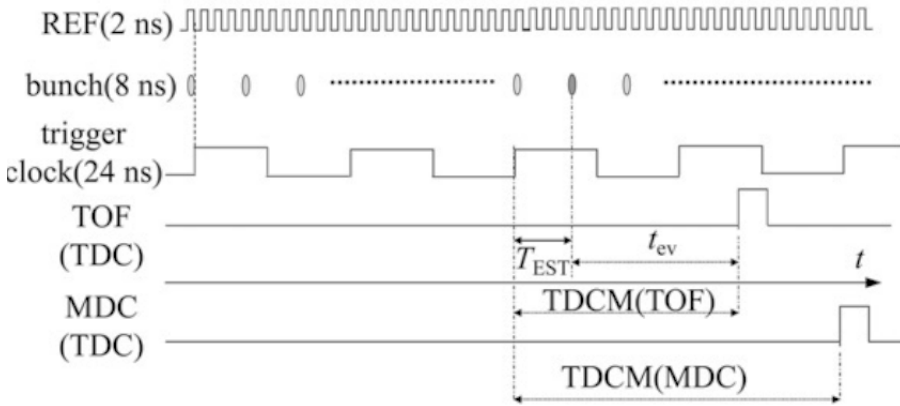 REF(2 ns)
bunch(8 ns)
trigger
clock(24 ns)
TOF
(TDC)
T_EST
t_ev
t
TDCM(TOF)
MDC
(TDC)
TDCM(MDC)